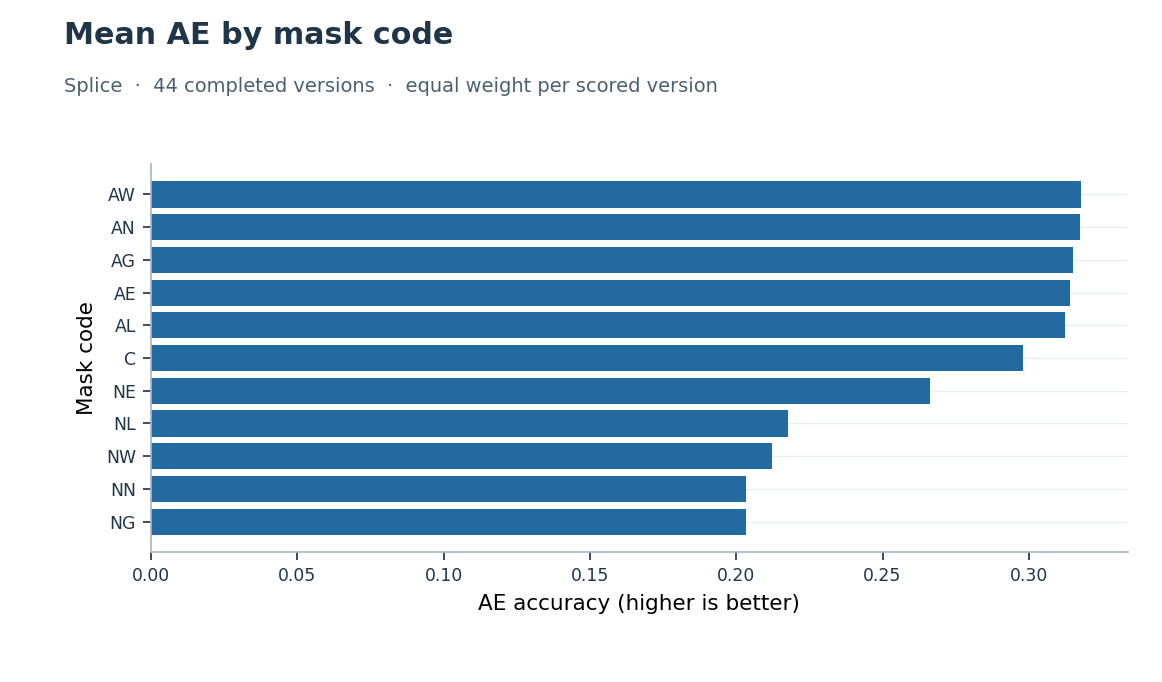 Mean AE by mask code
Splice · 44 completed versions · equal weight per scored version
Mask code
AW
AN
AG
AE
AL
C
NE
NL
NW
NN
NG
0.00 0.05 0.10 0.15 0.20 0.25 0.30
AE accuracy (higher is better)